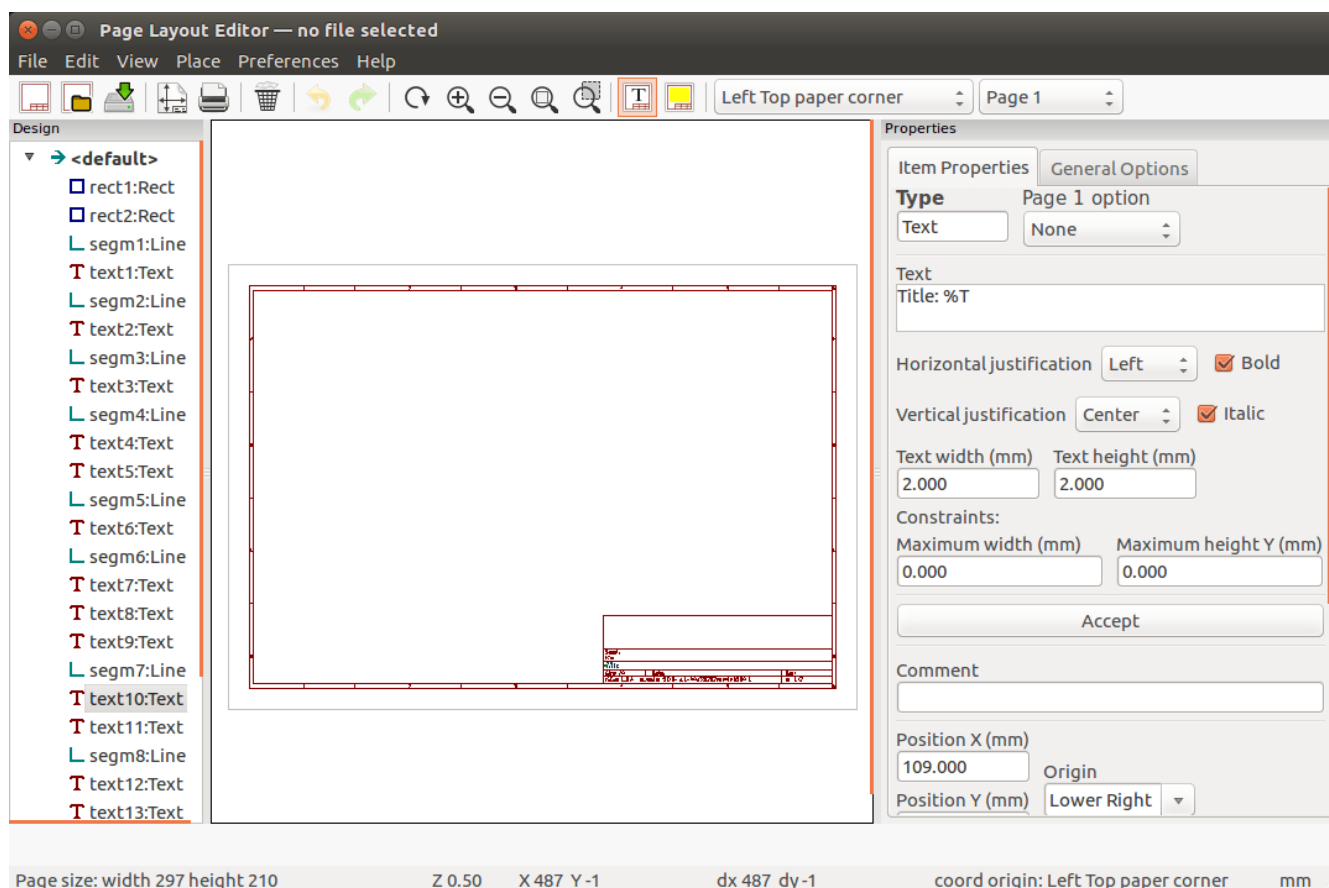 Page Layout Editor — no file selected
File Edit View Place Preferences Help
T Left Top paper corner Page 1
Design
<default>
rect1:Rect
rect2:Rect
segm1:Line
T text1:Text
segm2:Line
T text2:Text
segm3:Line
T text3:Text
segm4:Line
T text4:Text
T text5:Text
segm5:Line
T text6:Text
segm6:Line
T text7:Text
T text8:Text
T text9:Text
segm7:Line
T text10:Text
T text11:Text
segm8:Line
T text12:Text
T text13:Text
Properties
Item Properties General Options
Type Page 1 option
Text None
Text
Title: %T
Horizontal justification Left Bold
Vertical justification Center Italic
Text width (mm) Text height (mm)
2.000 2.000
Constraints:
Maximum width (mm) Maximum height Y (mm)
0.000 0.000
Accept
Comment
Position X (mm)
109.000 Origin
Position Y (mm) Lower Right
Page size: width 297 height 210 Z 0.50 X 487 Y -1 dx 487 dy -1 coord origin: Left Top paper corner mm